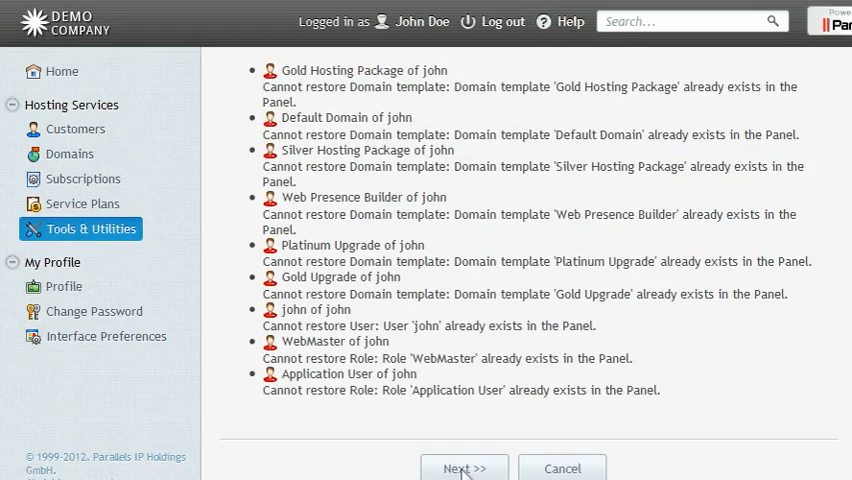 DEMO
COMPANY
Logged in as John Doe Log out Help Search...
Powe
Par
Home
Hosting Services
Customers
Domains
Subscriptions
Service Plans
Tools & Utilities
My Profile
Profile
Change Password
Interface Preferences
© 1999-2012. Parallels IP Holdings
GmbH.
Gold Hosting Package of john
Cannot restore Domain template: Domain template 'Gold Hosting Package' already exists in the
Panel.
Default Domain of john
Cannot restore Domain template: Domain template 'Default Domain' already exists in the Panel.
Silver Hosting Package of john
Cannot restore Domain template: Domain template 'Silver Hosting Package' already exists in the
Panel.
Web Presence Builder of john
Cannot restore Domain template: Domain template 'Web Presence Builder' already exists in the
Panel.
Platinum Upgrade of john
Cannot restore Domain template: Domain template 'Platinum Upgrade' already exists in the Panel.
Gold Upgrade of john
Cannot restore Domain template: Domain template 'Gold Upgrade' already exists in the Panel.
john of john
Cannot restore User: User 'john' already exists in the Panel.
WebMaster of john
Cannot restore Role: Role 'WebMaster' already exists in the Panel.
Application User of john
Cannot restore Role: Role 'Application User' already exists in the Panel.
Next >> Cancel